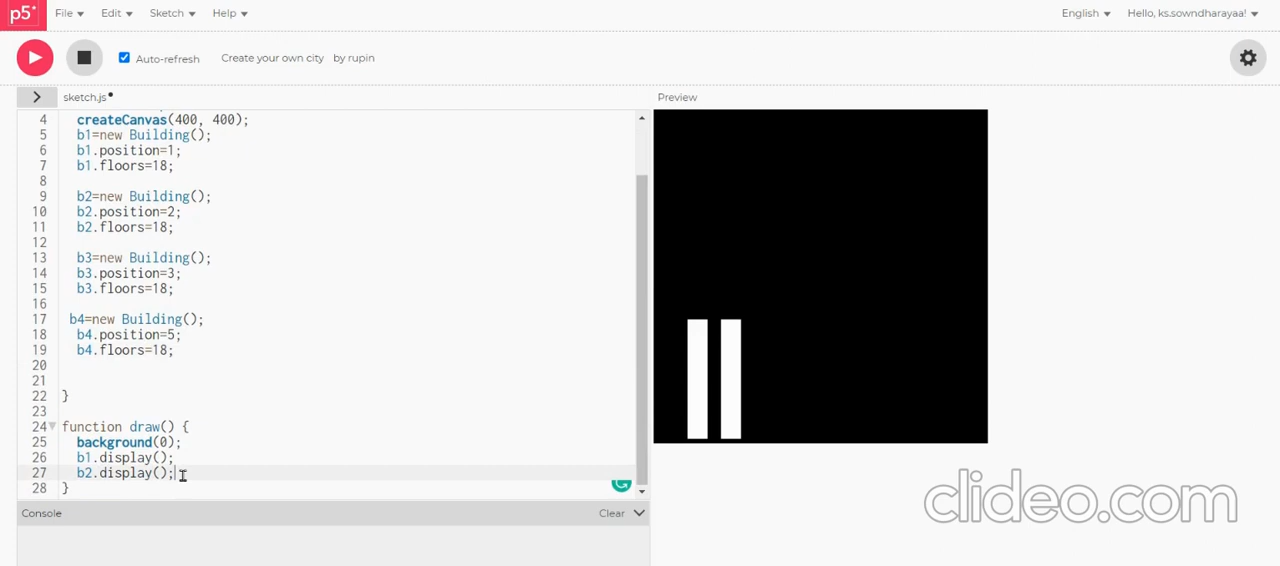 p5* File Edit Sketch Help English Hello, ks.sowndharayaa!
Auto-refresh Create your own city by rupin
sketch.js Preview
4 createCanvas(400, 400);
5 b1=new Building();
6 b1.position=1;
7 b1.floors=18;
8
9 b2=new Building();
10 b2.position=2;
11 b2.floors=18;
12
13 b3=new Building();
14 b3.position=3;
15 b3.floors=18;
16
17 b4=new Building();
18 b4.position=5;
19 b4.floors=18;
20
21
22 }
23
24 function draw() {
25 background(0);
26 b1.display();
27 b2.display();
28 }
Console Clear
clideo.com